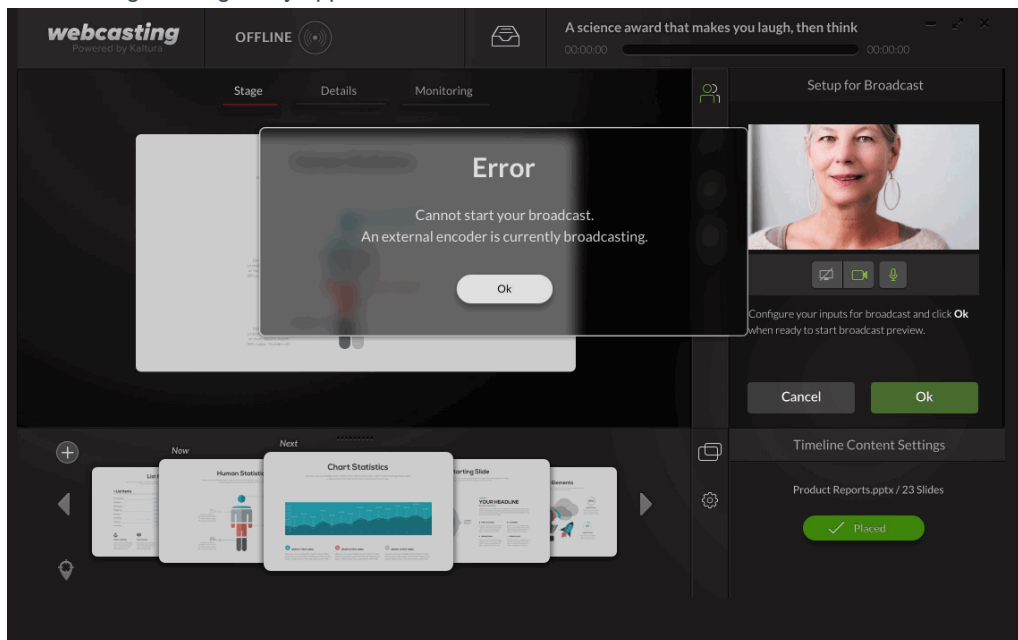 webcasting
Powered by Kaltura
OFFLINE
A science award that makes you laugh, then think
00:00:00
00:00:00
Stage
Details
Monitoring
Setup for Broadcast
Error
Cannot start your broadcast.
An external encoder is currently broadcasting.
Ok
Configure your inputs for broadcast and click Ok
when ready to start broadcast preview.
Cancel
Ok
Now
Next
Human Statistic
Chart Statistics
arting Slide
YOUR HEADLINE
Elements
Timeline Content Settings
Product Reports.pptx / 23 Slides
Placed